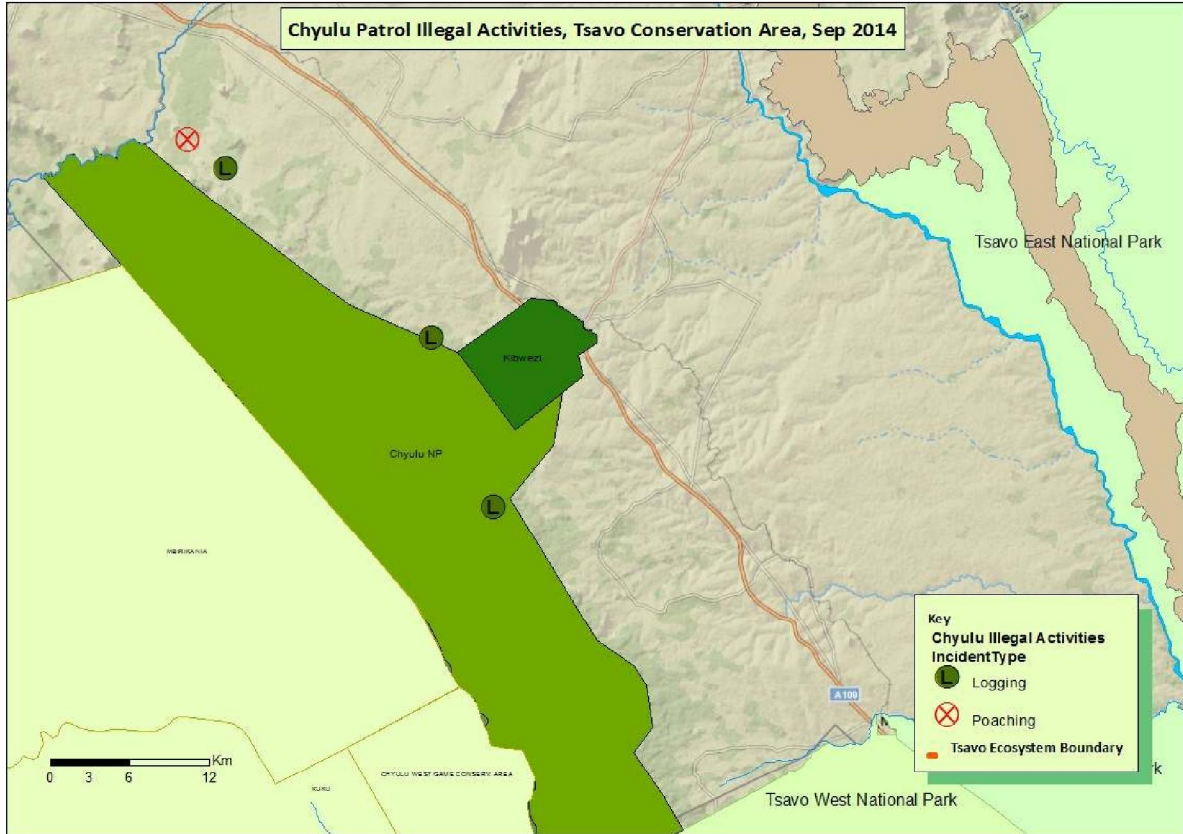 Chyulu Patrol Illegal Activities, Tsavo Conservation Area, Sep 2014
L
L
Tsavo East National Park
Kibwezi
L
Chyulu NP
L
MBIRIKANIA
Key
Chyulu Illegal Activities
IncidentType
L Logging
Poaching
Tsavo Ecosystem Boundary
A 109
Km
0 3 6 12
CHYULU WEST GAME CONSERV. AREA
KUKU
Tsavo West National Park